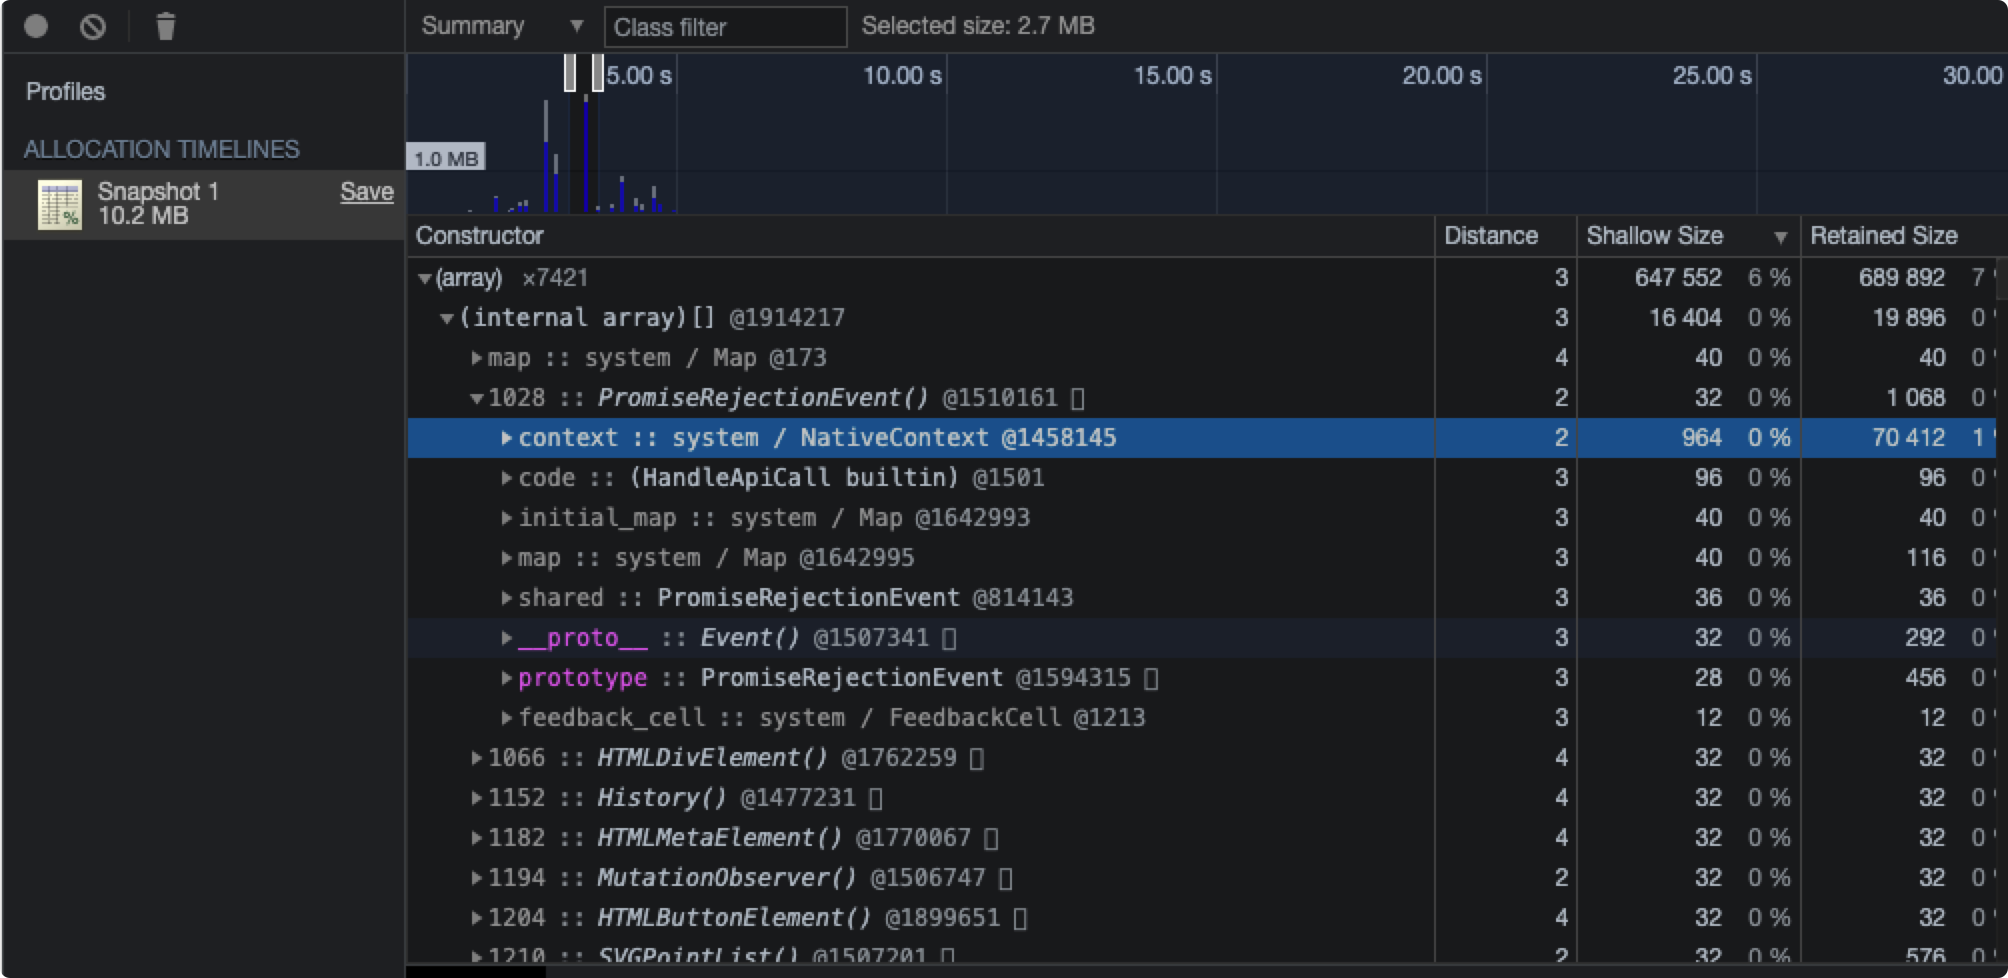 Summary ▼ Class filter Selected size: 2.7 MB
Profiles
ALLOCATION TIMELINES
Snapshot 1 Save
10.2 MB
5.00 s 10.00 s 15.00 s 20.00 s 25.00 s 30.00
1.0 MB
Constructor Distance Shallow Size ▼ Retained Size
▼(array) ×7421 3 647 552 6 % 689 892 7
▼(internal array)[] @1914217 3 16 404 0 % 19 896 0
▶map :: system / Map @173 4 40 0 % 40 0
▼1028 :: PromiseRejectionEvent() @1510161 2 32 0 % 1 068 0
▶context :: system / NativeContext @1458145 2 964 0 % 70 412 1
▶code :: (HandleApiCall builtin) @1501 3 96 0 % 96 0
▶initial_map :: system / Map @1642993 3 40 0 % 40 0
▶map :: system / Map @1642995 3 40 0 % 116 0
▶shared :: PromiseRejectionEvent @814143 3 36 0 % 36 0
▶__proto__ :: Event() @1507341 3 32 0 % 292 0
▶prototype :: PromiseRejectionEvent @1594315 3 28 0 % 456 0
▶feedback_cell :: system / FeedbackCell @1213 3 12 0 % 12 0
▶1066 :: HTMLDivElement() @1762259 4 32 0 % 32 0
▶1152 :: History() @1477231 4 32 0 % 32 0
▶1182 :: HTMLMetaElement() @1770067 4 32 0 % 32 0
▶1194 :: MutationObserver() @1506747 2 32 0 % 32 0
▶1204 :: HTMLButtonElement() @1899651 4 32 0 % 32 0
▶1210 :: SVGPointList() @1507201 2 32 0 % 576 0